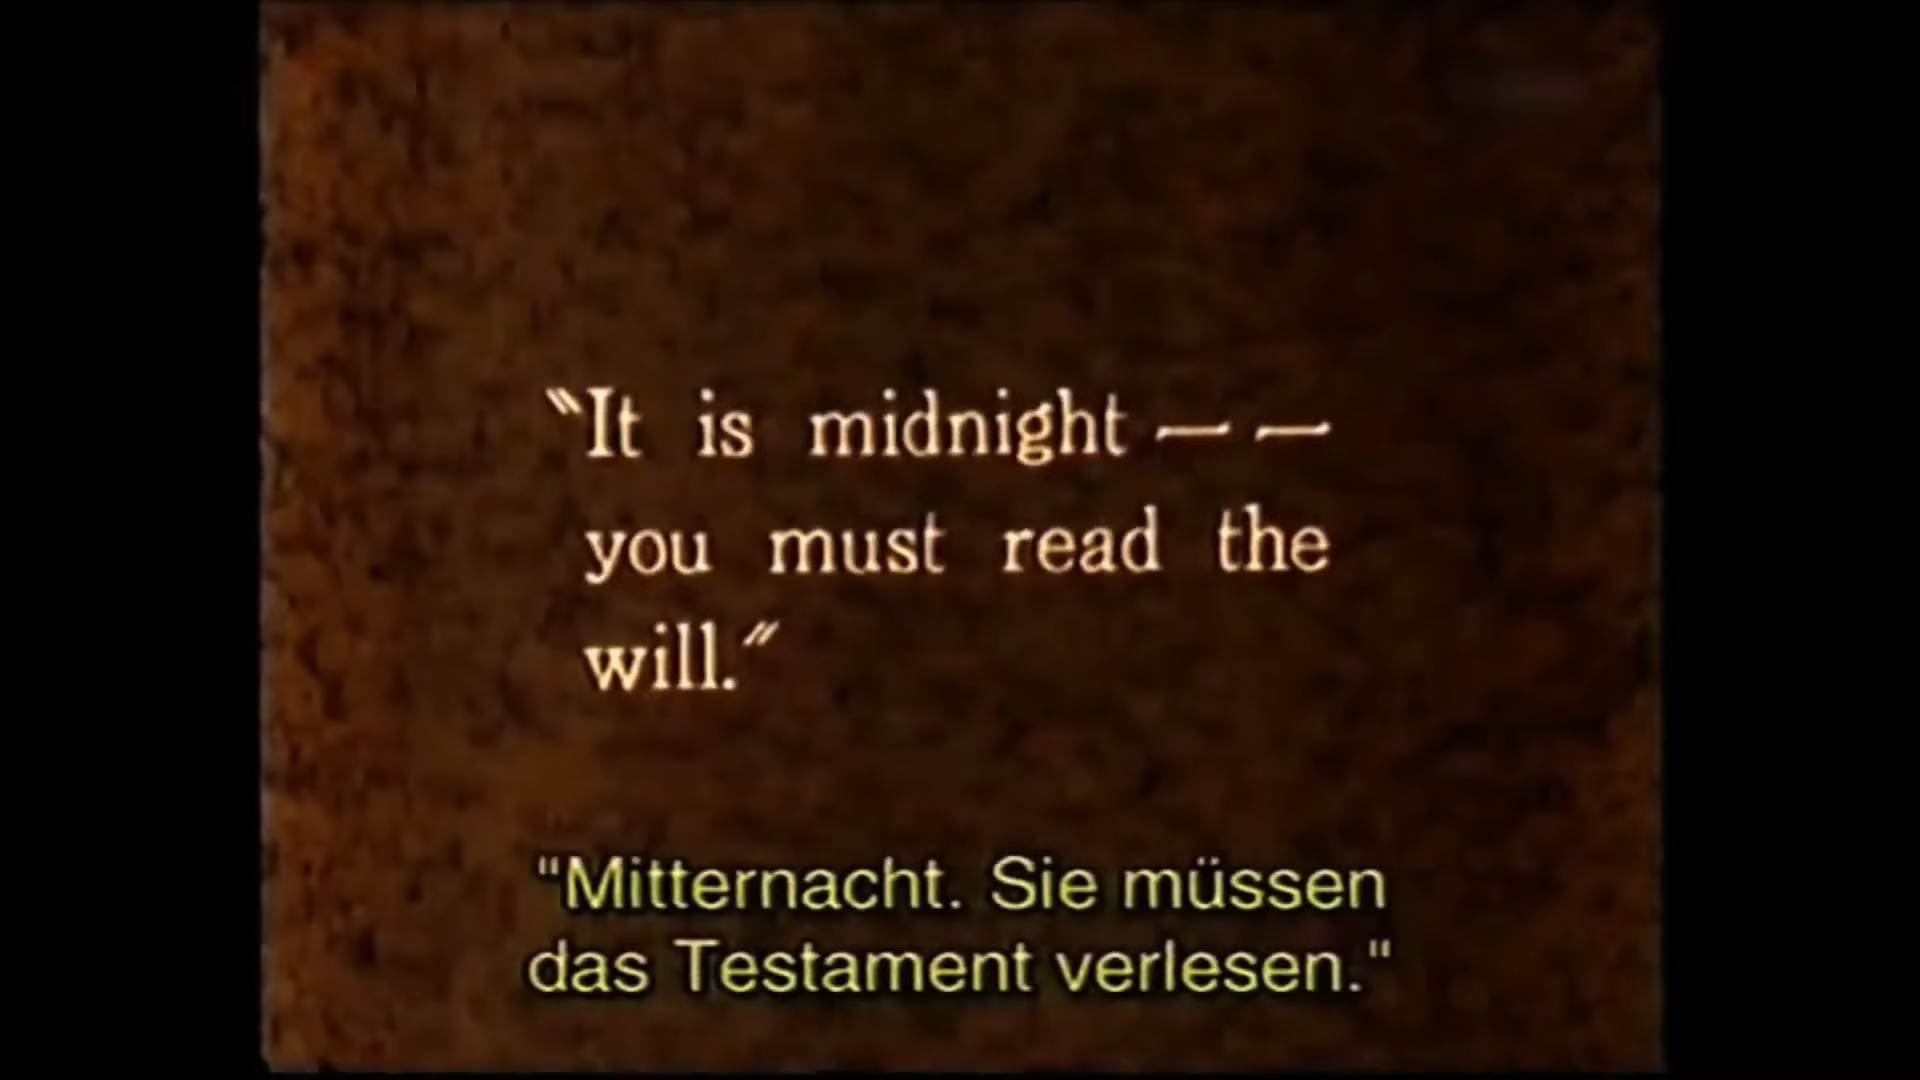 "It is midnight — —
you must read the
will."
"Mitternacht. Sie müssen
das Testament verlesen."